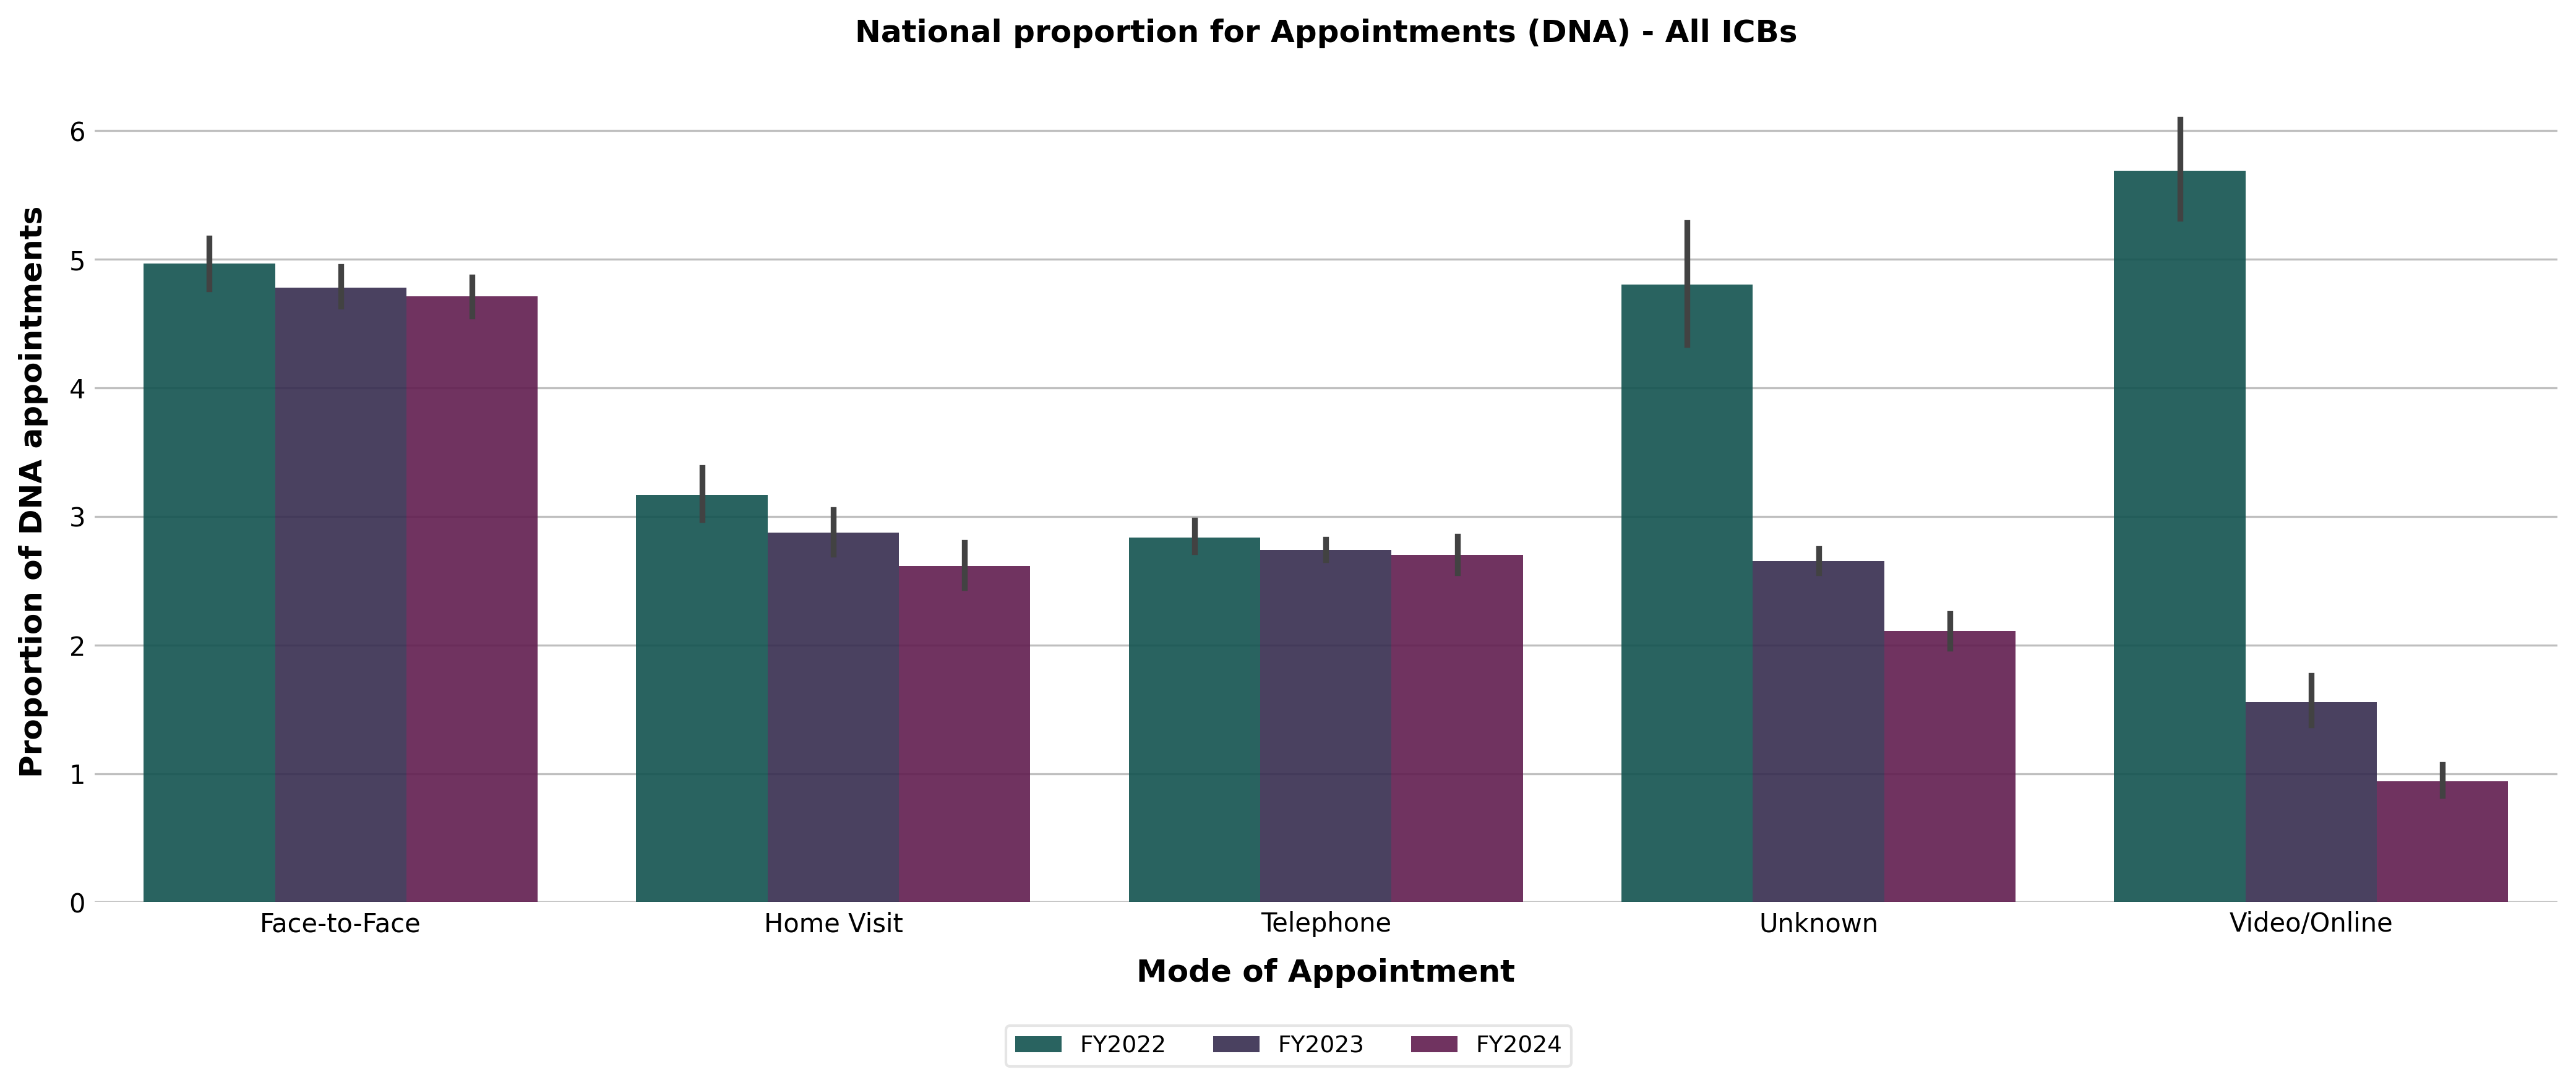 National proportion for Appointments (DNA) - All ICBs
Proportion of DNA appointments
6
5
4
3
2
1
0
Face-to-Face
Home Visit
Telephone
Unknown
Video/Online
Mode of Appointment
FY2022
FY2023
FY2024